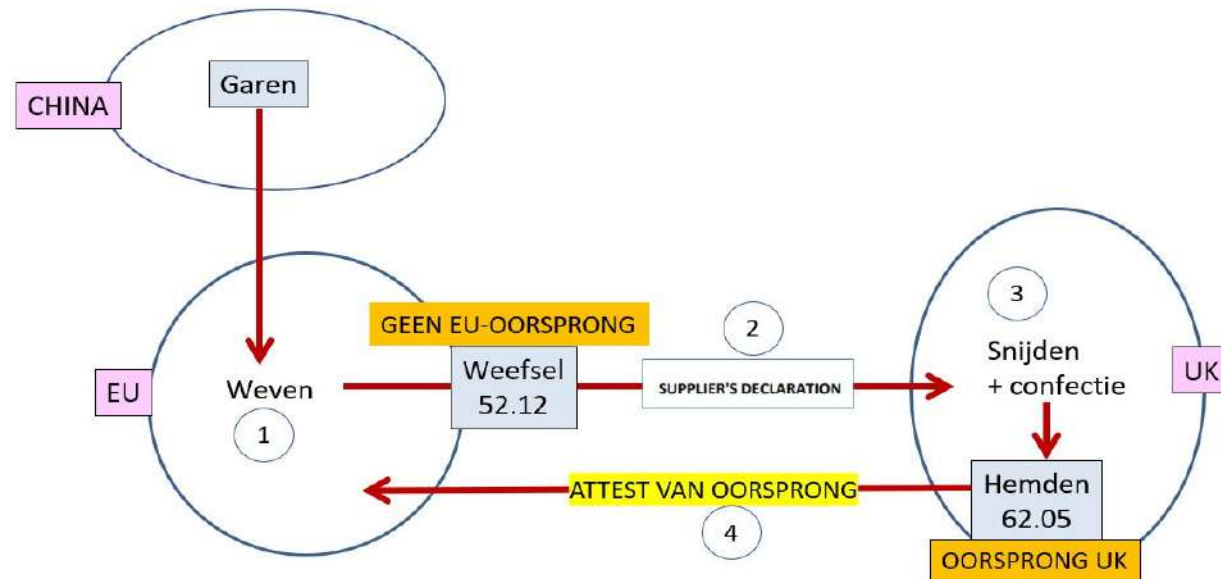 CHINA
Garen
GEEN EU-OORSPRONG
EU
Weven
1
Weefsel
52.12
2
SUPPLIER'S DECLARATION
3
Snijden
+ confectie
UK
ATTEST VAN OORSPRONG
4
Hemden
62.05
OORSPRONG UK